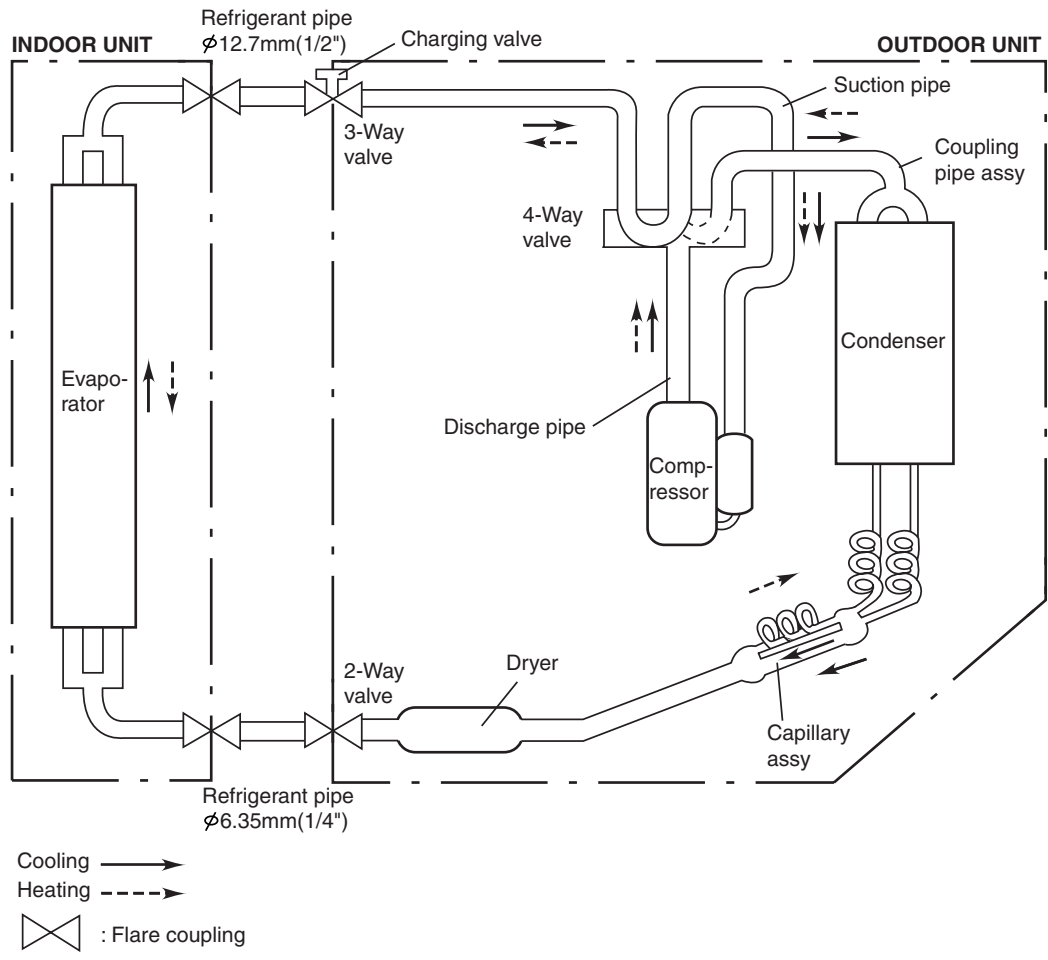 Refrigerant pipe
ϕ12.7mm(1/2")
INDOOR UNIT
Charging valve
OUTDOOR UNIT
Suction pipe
3-Way
valve
Coupling
pipe assy
4-Way
valve
Evapo-
rator
Condenser
Discharge pipe
Comp-
ressor
2-Way
valve
Dryer
Capillary
assy
Refrigerant pipe
ϕ6.35mm(1/4")
Cooling
Heating
: Flare coupling